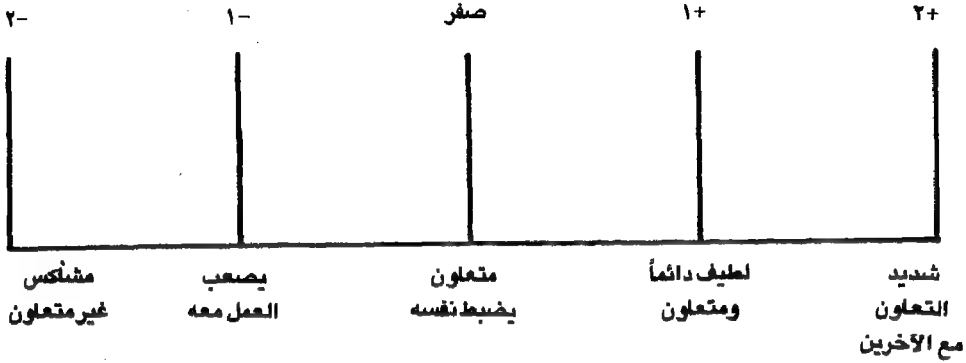 +٢ +١ صفر -١ -٢
شديد التعاون مع الآخرين
لطيف دائماً ومتعاون
متعاون يضبط نفسه
يصعب العمل معه
مشاكس غير متعاون